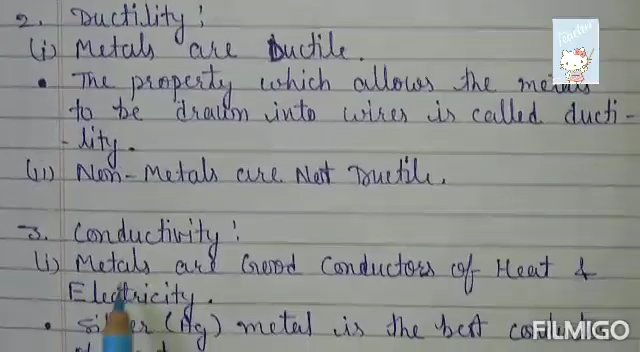 2. Ductility:
(i) Metals are Ductile.
• The property which allows the metals
to be drawn into wires is called ducti-
-lity.
(ii) Non-Metals are Not Ductile.
3. Conductivity:
(i) Metals are Good Conductors of Heat &
Electricity.
• Silver (Ag) metal is the best
Teacher
FILMIGO